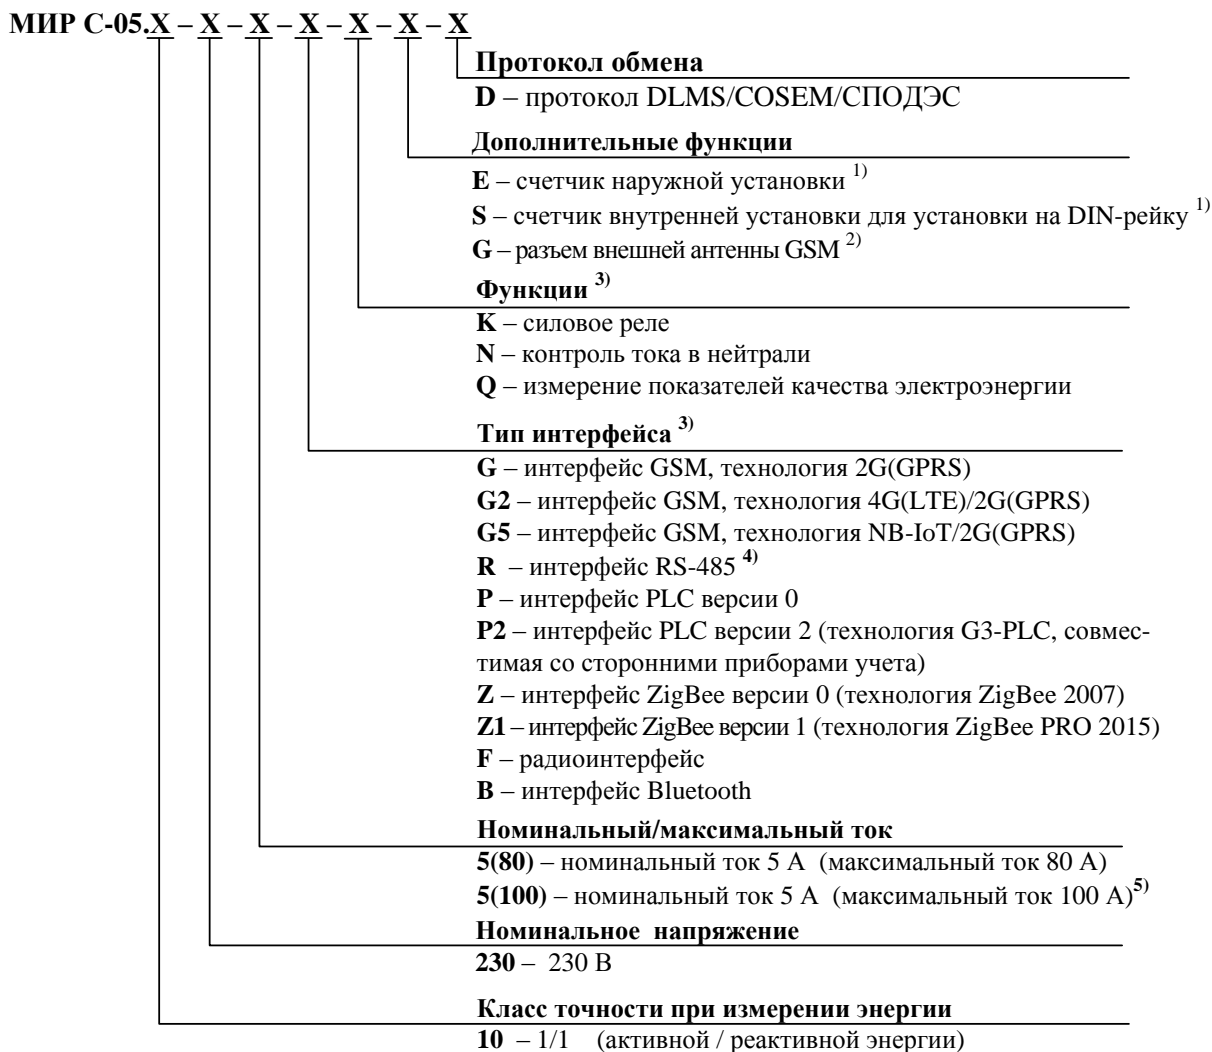 МИР С-05.X – X – X – X – X – X – X
Протокол обмена
D – протокол DLMS/COSEM/СПОДЭС
Дополнительные функции
E – счетчик наружной установки 1)
S – счетчик внутренней установки для установки на DIN-рейку 1)
G – разъем внешней антенны GSM 2)
Функции 3)
K – силовое реле
N – контроль тока в нейтрали
Q – измерение показателей качества электроэнергии
Тип интерфейса 3)
G – интерфейс GSM, технология 2G(GPRS)
G2 – интерфейс GSM, технология 4G(LTE)/2G(GPRS)
G5 – интерфейс GSM, технология NB-IoT/2G(GPRS)
R – интерфейс RS-485 4)
P – интерфейс PLC версии 0
P2 – интерфейс PLC версии 2 (технология G3-PLC, совмес-
тимая со сторонними приборами учета)
Z – интерфейс ZigBee версии 0 (технология ZigBee 2007)
Z1 – интерфейс ZigBee версии 1 (технология ZigBee PRO 2015)
F – радиоинтерфейс
B – интерфейс Bluetooth
Номинальный/максимальный ток
5(80) – номинальный ток 5 А (максимальный ток 80 А)
5(100) – номинальный ток 5 А (максимальный ток 100 А)5)
Номинальное напряжение
230 – 230 В
Класс точности при измерении энергии
10 – 1/1 (активной / реактивной энергии)